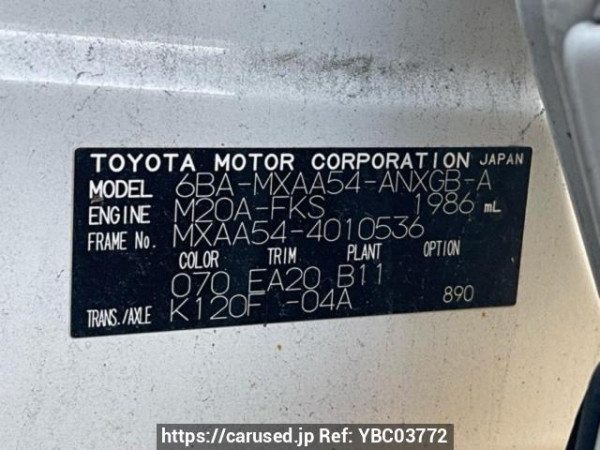 TOYOTA MOTOR CORPORATION JAPAN
MODEL 6BA-MXAA54-ANXGB-A
ENGINE M20A-FKS 1986 mL
FRAME No. MXAA54-4010536
COLOR TRIM PLANT OPTION
070 EA20 B11
TRANS./AXLE K120F -04A 890
https://carused.jp Ref: YBC03772